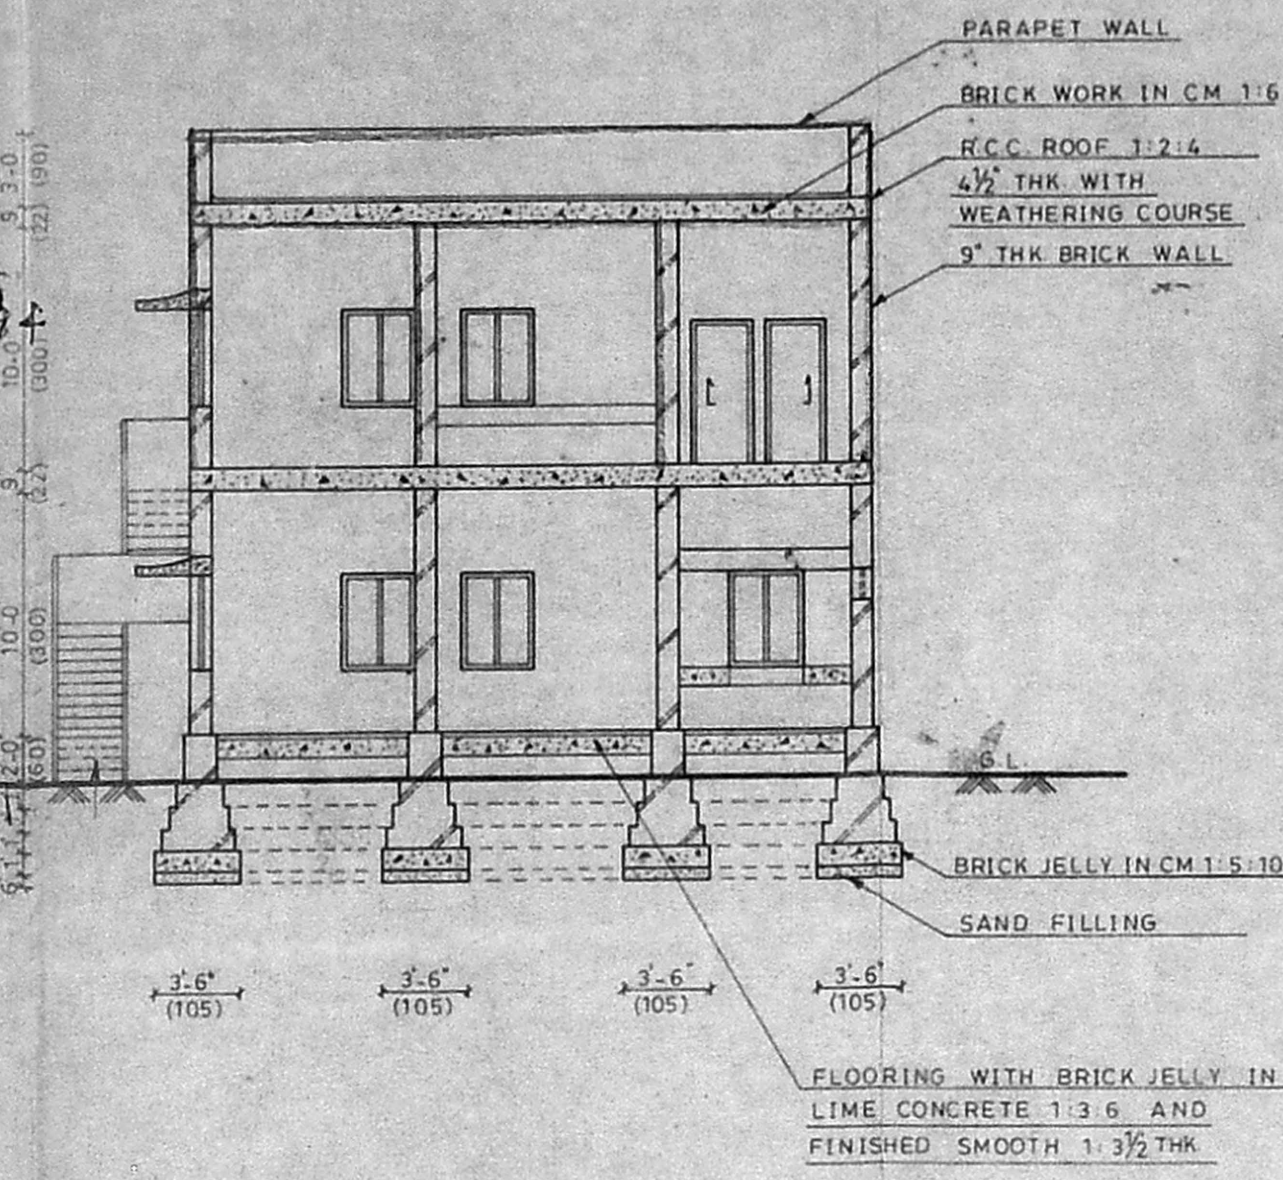 PARAPET WALL
BRICK WORK IN CM 1:6
R.C.C. ROOF 1:2:4
4½" THK. WITH
WEATHERING COURSE
9" THK BRICK WALL
3-0
(90)
9
(22)
10-0
(300)
9
(22)
10-0
(300)
2-0
(60)
G.L.
BRICK JELLY IN CM 1:5:10
SAND FILLING
3'-6"
(105)
3'-6"
(105)
3'-6"
(105)
3'-6"
(105)
FLOORING WITH BRICK JELLY IN
LIME CONCRETE 1:3:6 AND
FINISHED SMOOTH 1:3½ THK